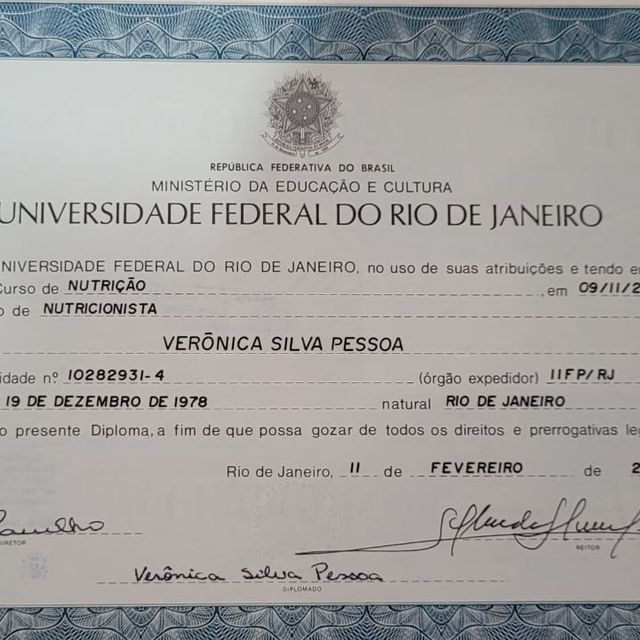 REPÚBLICA FEDERATIVA DO BRASIL
MINISTÉRIO DA EDUCAÇÃO E CULTURA
UNIVERSIDADE FEDERAL DO RIO DE JANEIRO
NIVERSIDADE FEDERAL DO RIO DE JANEIRO, no uso de suas atribuições e tendo e
Curso de NUTRIÇÃO , em 09/11/2
o de NUTRICIONISTA
VERÔNICA SILVA PESSOA
idade nº 10282931-4 (órgão expedidor) IIFP/RJ
19 DE DEZEMBRO DE 1978 natural RIO DE JANEIRO
o presente Diploma, a fim de que possa gozar de todos os direitos e prerrogativas le
Rio de Janeiro, 11 de FEVEREIRO de 2
DIRETOR
REITOR
Verônica Silva Pessoa
DIPLOMADO